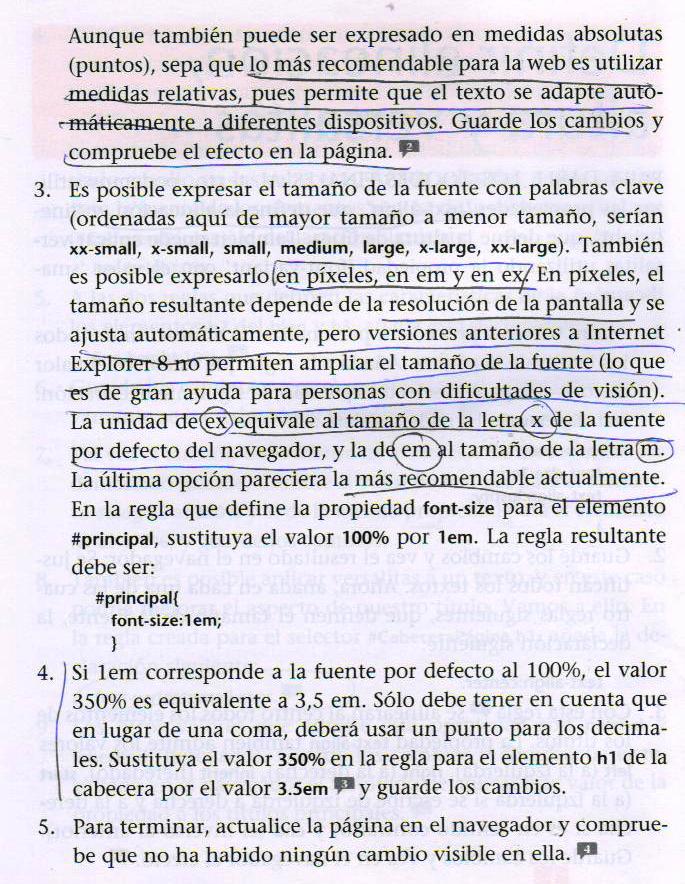 Aunque también puede ser expresado en medidas absolutas
(puntos), sepa que lo más recomendable para la web es utilizar
medidas relativas, pues permite que el texto se adapte auto-
máticamente a diferentes dispositivos. Guarde los cambios y
compruebe el efecto en la página. 2
3. Es posible expresar el tamaño de la fuente con palabras clave
(ordenadas aquí de mayor tamaño a menor tamaño, serían
xx-small, x-small, small, medium, large, x-large, xx-large). También
es posible expresarlo en píxeles, en em y en ex. En píxeles, el
tamaño resultante depende de la resolución de la pantalla y se
ajusta automáticamente, pero versiones anteriores a Internet
Explorer 8 no permiten ampliar el tamaño de la fuente (lo que
es de gran ayuda para personas con dificultades de visión).
La unidad de ex equivale al tamaño de la letra x de la fuente
por defecto del navegador, y la de em al tamaño de la letra m.
La última opción pareciera la más recomendable actualmente.
En la regla que define la propiedad font-size para el elemento
#principal, sustituya el valor 100% por 1em. La regla resultante
debe ser:
#principal{
font-size:1em;
}
4. Si 1em corresponde a la fuente por defecto al 100%, el valor
350% es equivalente a 3,5 em. Sólo debe tener en cuenta que
en lugar de una coma, deberá usar un punto para los decima-
les. Sustituya el valor 350% en la regla para el elemento h1 de la
cabecera por el valor 3.5em 3 y guarde los cambios.
5. Para terminar, actualice la página en el navegador y comprue-
be que no ha habido ningún cambio visible en ella. 4